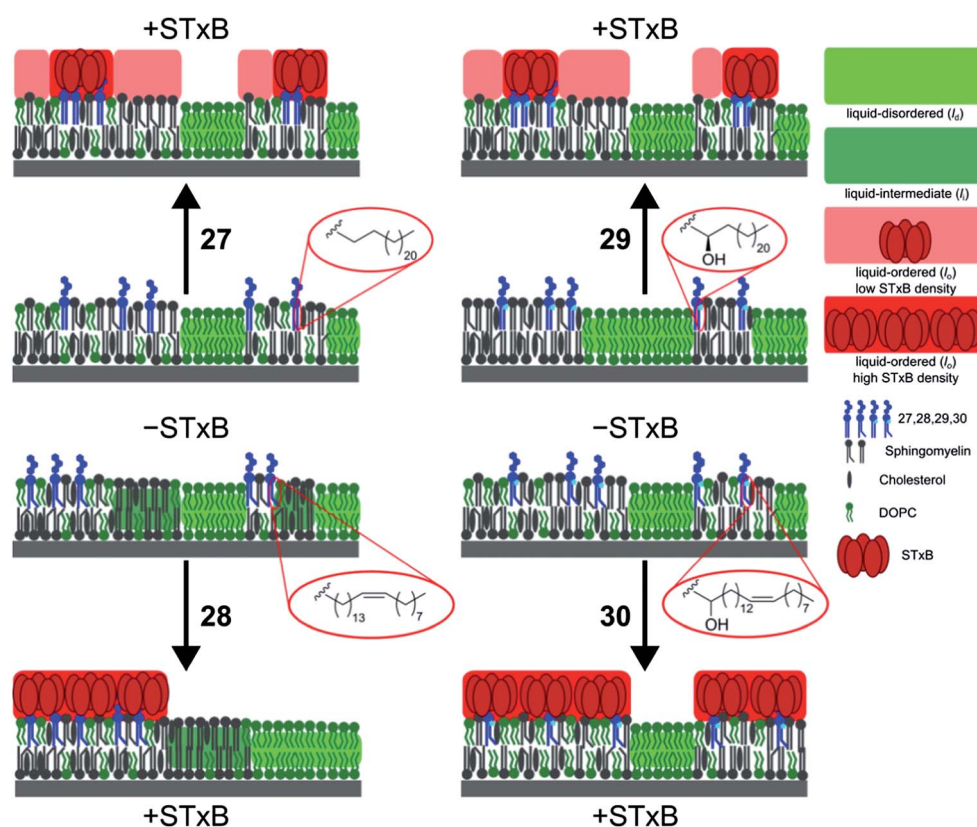 +STxB
+STxB
liquid-disordered (ld)
liquid-intermediate (li)
27
20
29
OH
20
liquid-ordered (lo)
low STxB density
liquid-ordered (lo)
high STxB density
−STxB
−STxB
27,28,29,30
Sphingomyelin
Cholesterol
DOPC
STxB
28
13
7
30
12
7
OH
+STxB
+STxB